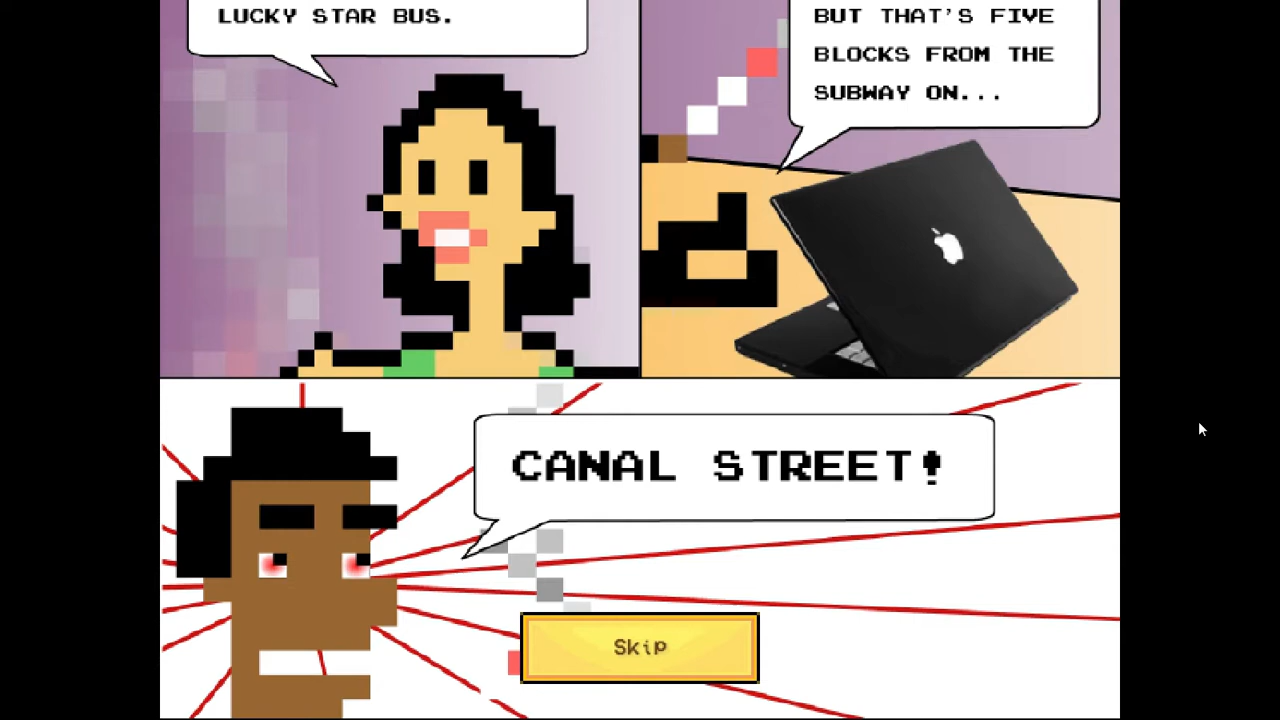 LUCKY STAR BUS.
BUT THAT'S FIVE
BLOCKS FROM THE
SUBWAY ON...
CANAL STREET!
Skip